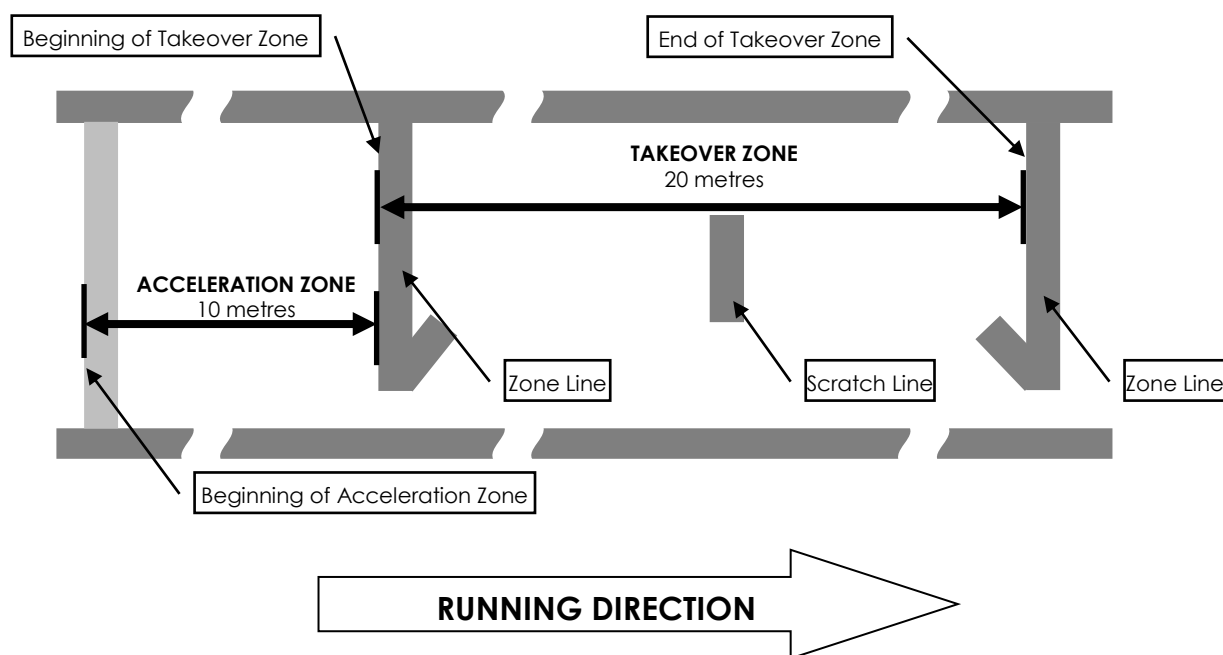 Beginning of Takeover Zone
End of Takeover Zone
TAKEOVER ZONE
20 metres
ACCELERATION ZONE
10 metres
Zone Line
Scratch Line
Zone Line
Beginning of Acceleration Zone
RUNNING DIRECTION